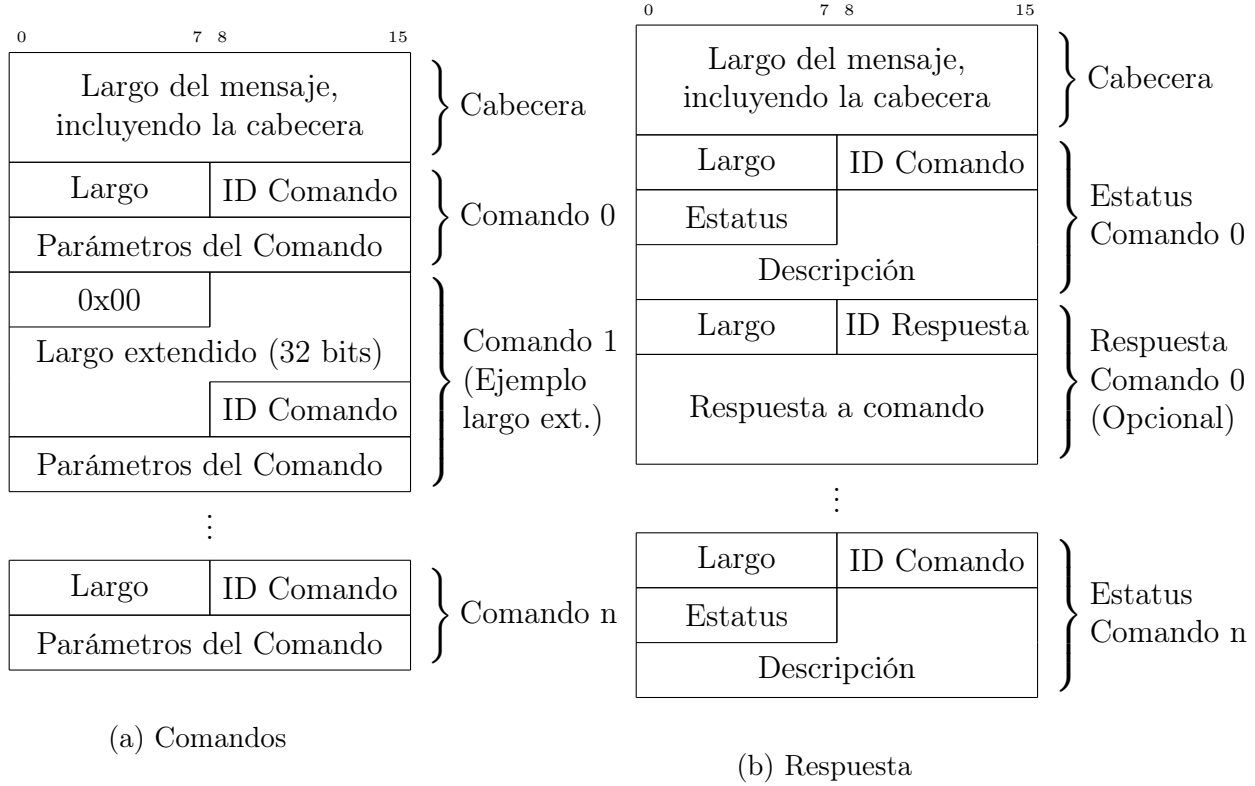 0 7 8 15
Largo del mensaje,
incluyendo la cabecera
Cabecera
Largo
ID Comando
Parámetros del Comando
Comando 0
0x00
Largo extendido (32 bits)
ID Comando
Parámetros del Comando
Comando 1
(Ejemplo
largo ext.)
⋮
Largo
ID Comando
Parámetros del Comando
Comando n
(a) Comandos
0 7 8 15
Largo del mensaje,
incluyendo la cabecera
Cabecera
Largo
ID Comando
Estatus
Descripción
Estatus
Comando 0
Largo
ID Respuesta
Respuesta a comando
Respuesta
Comando 0
(Opcional)
⋮
Largo
ID Comando
Estatus
Descripción
Estatus
Comando n
(b) Respuesta